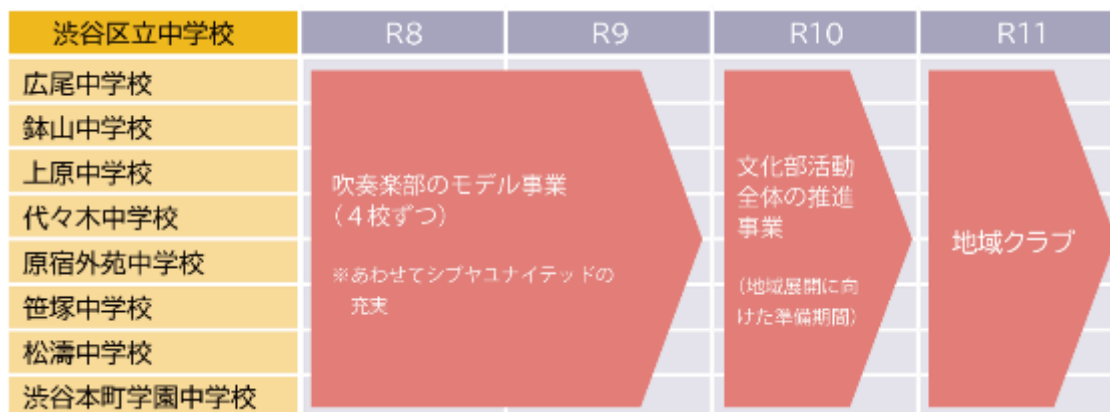 渋谷区立中学校 R8 R9 R10 R11
広尾中学校
鉢山中学校
上原中学校
代々木中学校
原宿外苑中学校
笹塚中学校
松濤中学校
渋谷本町学園中学校
吹奏楽部のモデル事業
（4校ずつ）
※あわせてシブヤユナイテッドの
充実
文化部活動
全体の推進
事業
（地域展開に向
けた準備期間）
地域クラブ